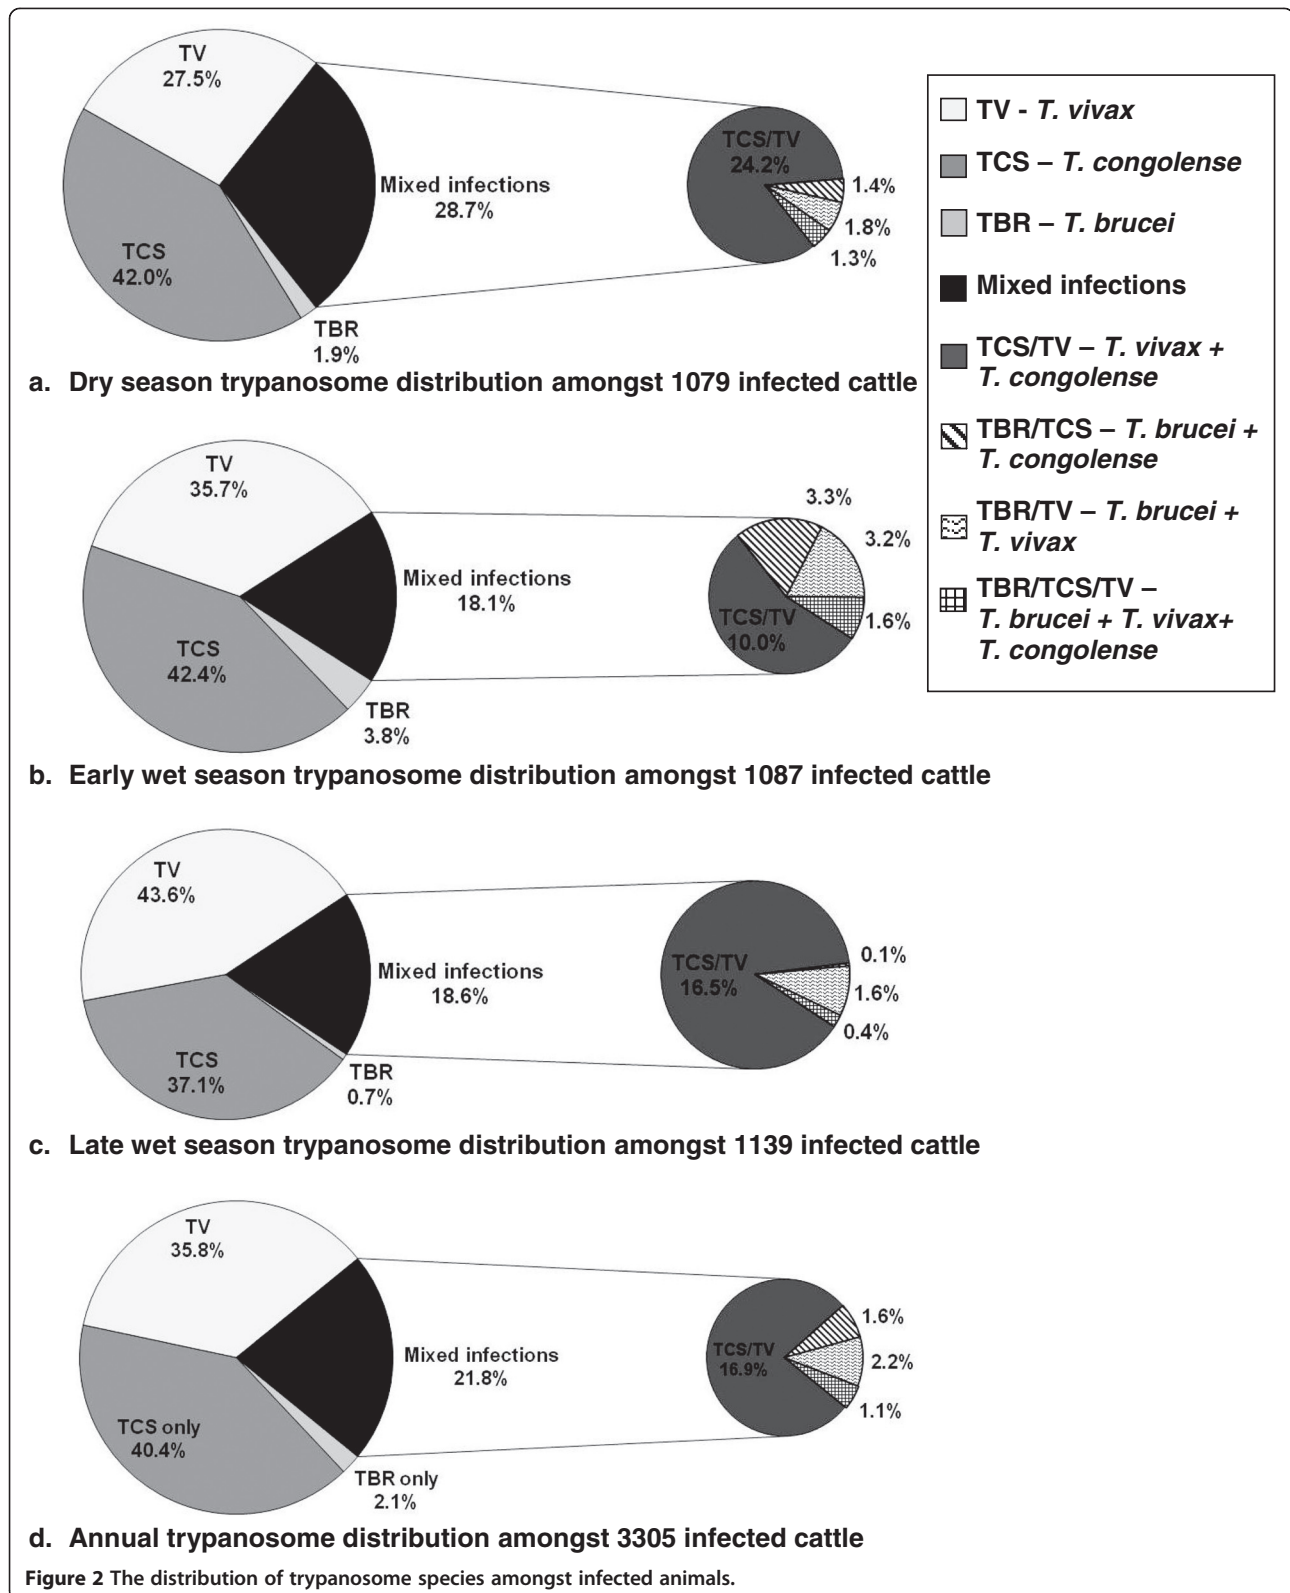 TV
27.5%
Mixed infections
28.7%
TCS
42.0%
TBR
1.9%
TCS/TV
24.2%
1.4%
1.8%
1.3%
a. Dry season trypanosome distribution amongst 1079 infected cattle
TV - T. vivax
TCS – T. congolense
TBR – T. brucei
Mixed infections
TCS/TV – T. vivax +
T. congolense
TBR/TCS – T. brucei +
T. congolense
TBR/TV – T. brucei +
T. vivax
TBR/TCS/TV –
T. brucei + T. vivax+
T. congolense
TV
35.7%
Mixed infections
18.1%
TCS
42.4%
TBR
3.8%
3.3%
3.2%
TCS/TV
10.0%
1.6%
b. Early wet season trypanosome distribution amongst 1087 infected cattle
TV
43.6%
Mixed infections
18.6%
TCS
37.1%
TBR
0.7%
TCS/TV
16.5%
0.1%
1.6%
0.4%
c. Late wet season trypanosome distribution amongst 1139 infected cattle
TV
35.8%
Mixed infections
21.8%
TCS only
40.4%
TBR only
2.1%
TCS/TV
16.9%
1.6%
2.2%
1.1%
d. Annual trypanosome distribution amongst 3305 infected cattle
Figure 2 The distribution of trypanosome species amongst infected animals.